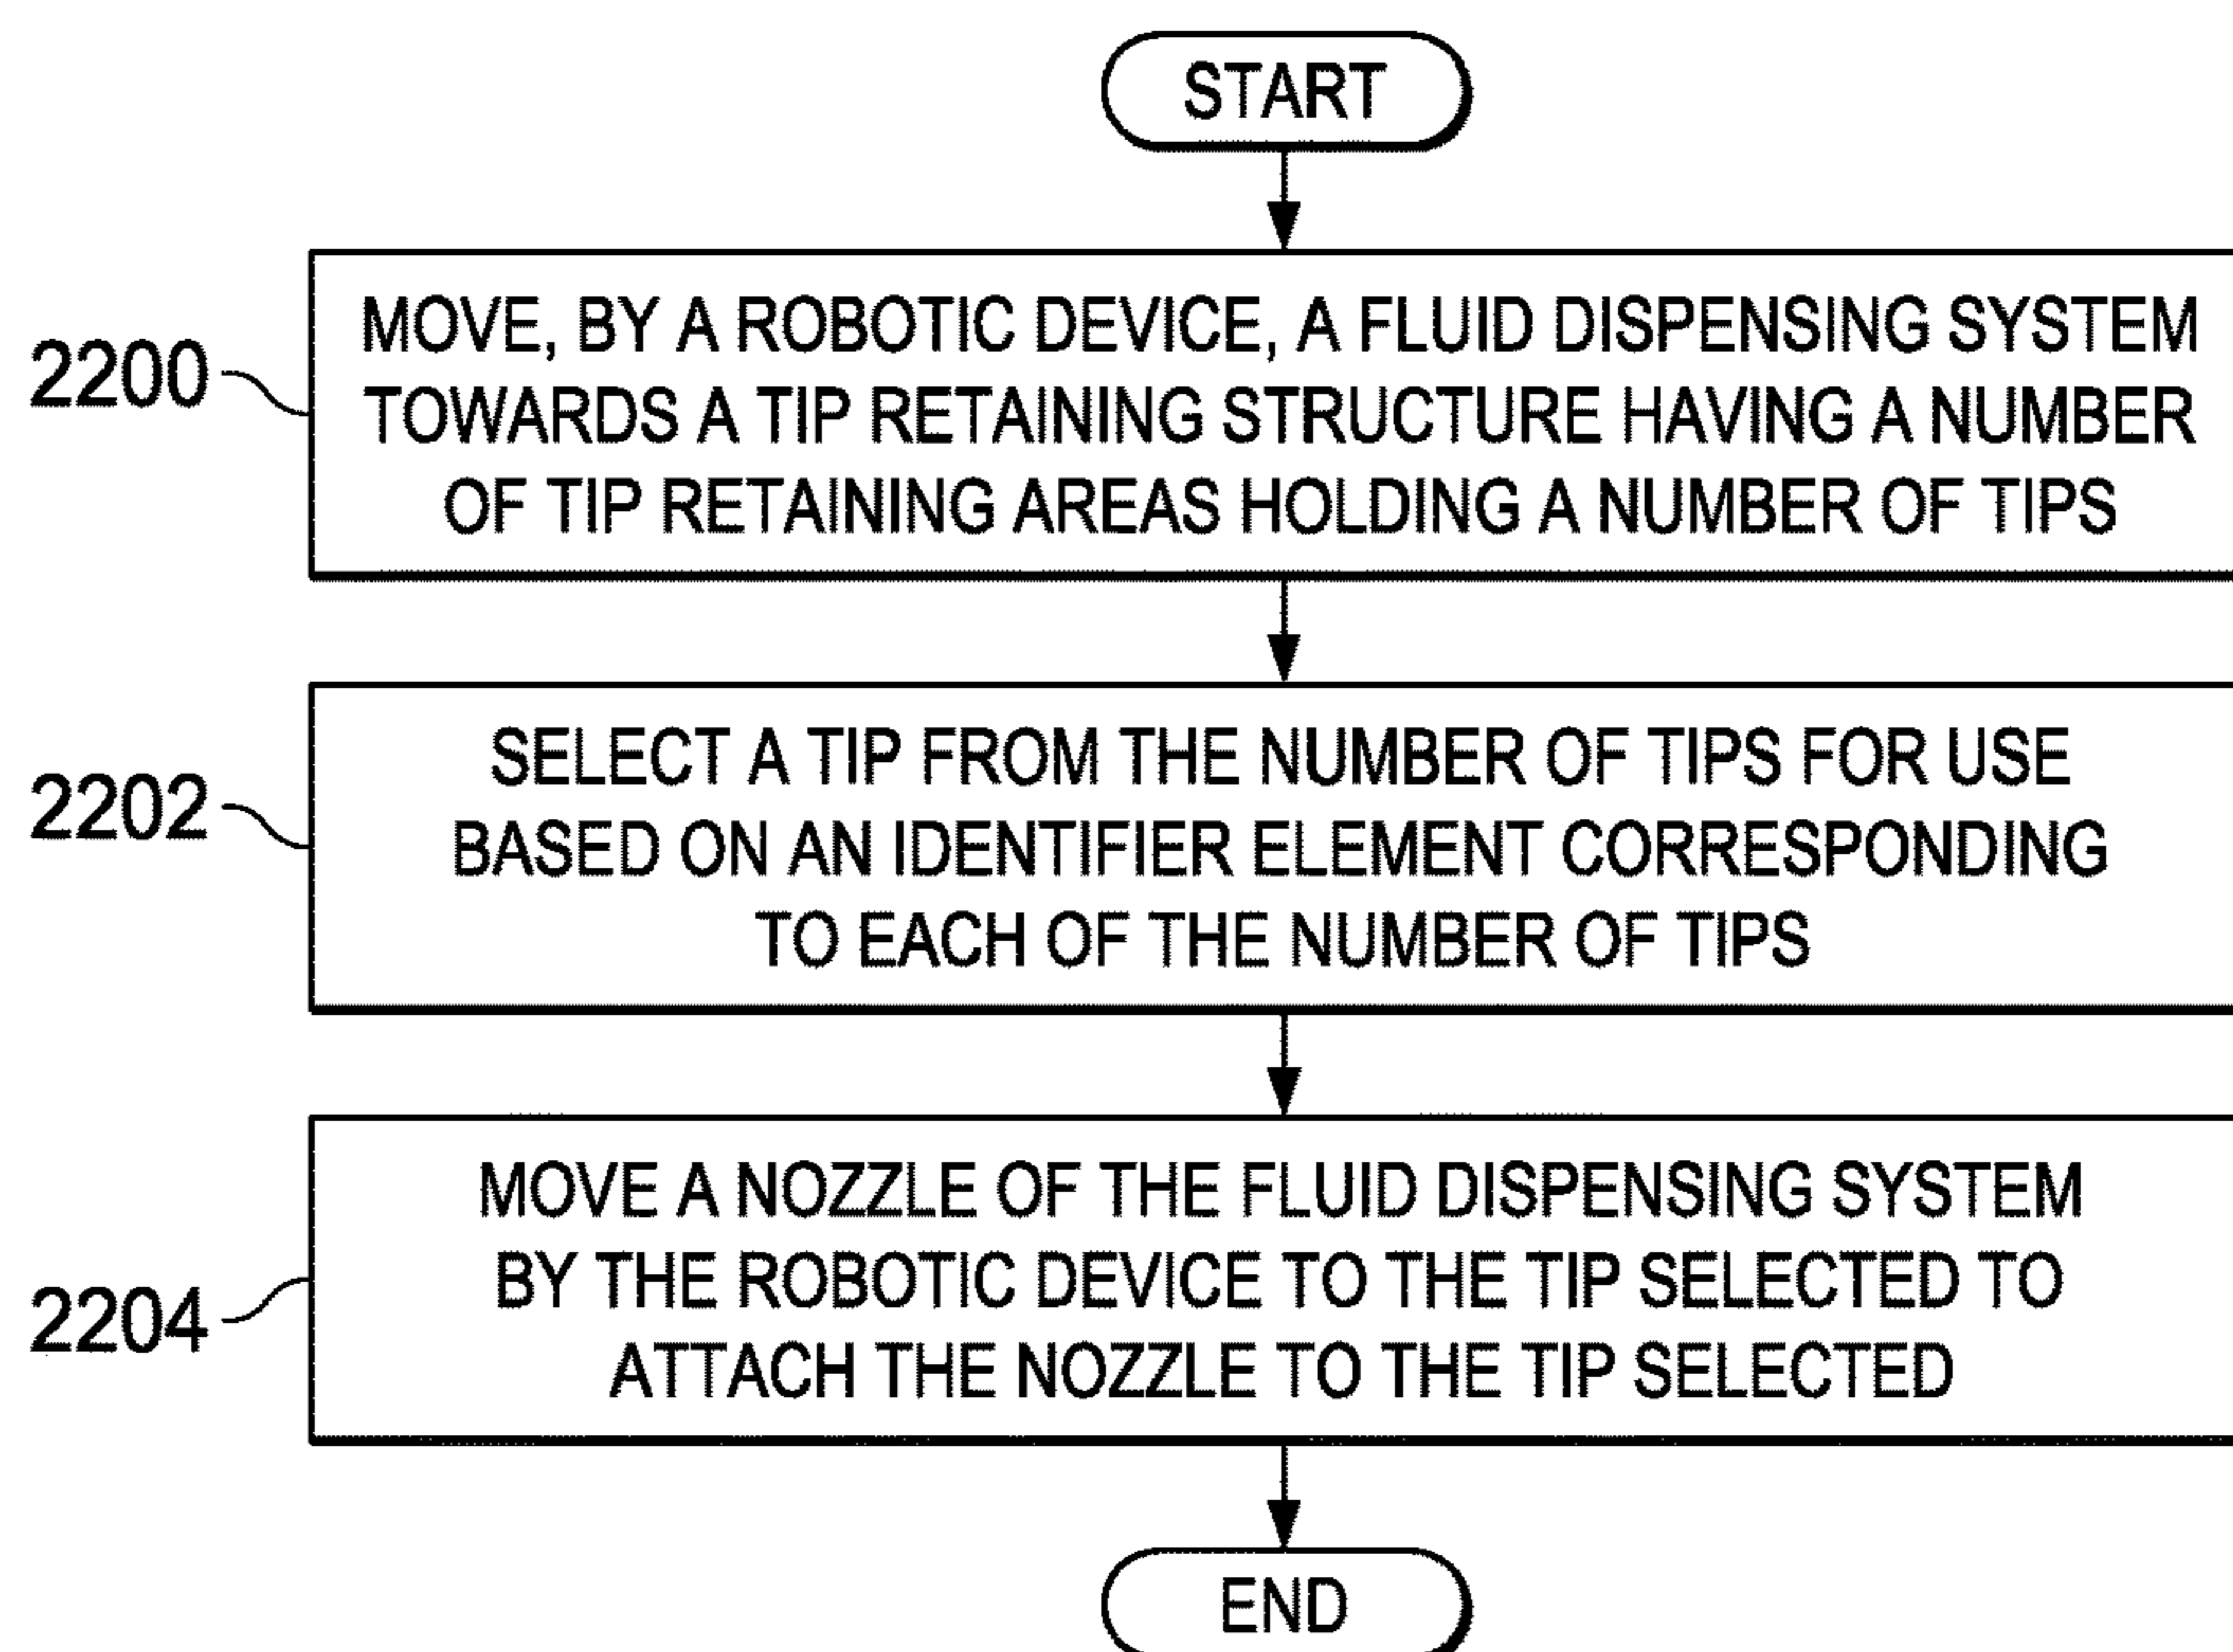 START
2200
MOVE, BY A ROBOTIC DEVICE, A FLUID DISPENSING SYSTEM
TOWARDS A TIP RETAINING STRUCTURE HAVING A NUMBER
OF TIP RETAINING AREAS HOLDING A NUMBER OF TIPS
2202
SELECT A TIP FROM THE NUMBER OF TIPS FOR USE
BASED ON AN IDENTIFIER ELEMENT CORRESPONDING
TO EACH OF THE NUMBER OF TIPS
2204
MOVE A NOZZLE OF THE FLUID DISPENSING SYSTEM
BY THE ROBOTIC DEVICE TO THE TIP SELECTED TO
ATTACH THE NOZZLE TO THE TIP SELECTED
END